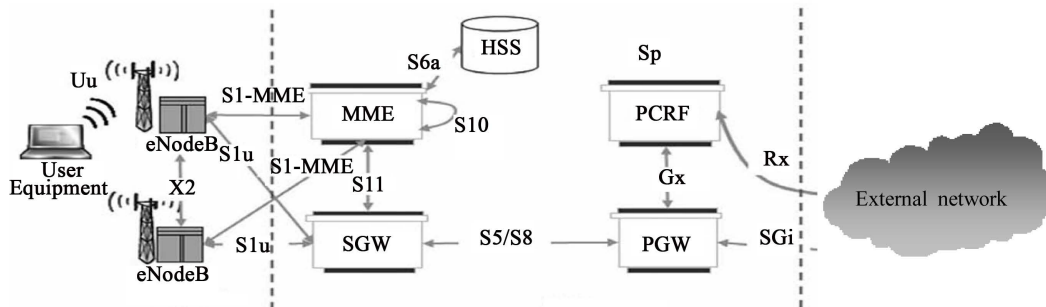 HSS
Sp
S6a
Uu
S1-MME
MME
PCRF
S10
eNodeB
S1u
S1-MME
Rx
User
Equipment
X2
S11
Gx
External network
S1u
SGW
S5/S8
PGW
SGi
eNodeB